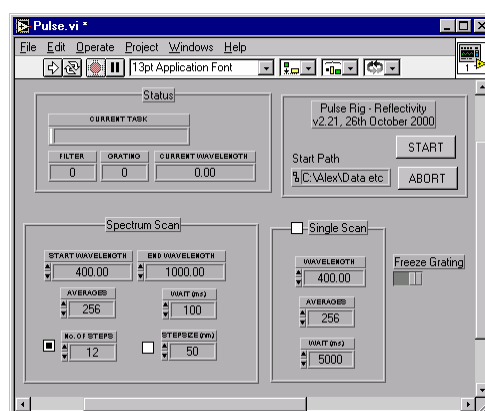 Pulse.vi *
File Edit Operate Project Windows Help
13pt Application Font
1
Status
CURRENT TASK
FILTER GRATING CURRENT WAVELENGTH
0 0 0.00
Pulse Rig - Reflectivity
v2.21, 26th October 2000
START
Start Path
C:\Alex\Data etc
ABORT
Spectrum Scan
START WAVELENGTH END WAVELENGTH
400.00 1000.00
AVERAGES WAIT (ms)
256 100
No. OF STEPS STEPSIZE (nm)
12 50
Single Scan
WAVELENGTH
400.00
AVERAGES
256
WAIT (ms)
5000
Freeze Grating